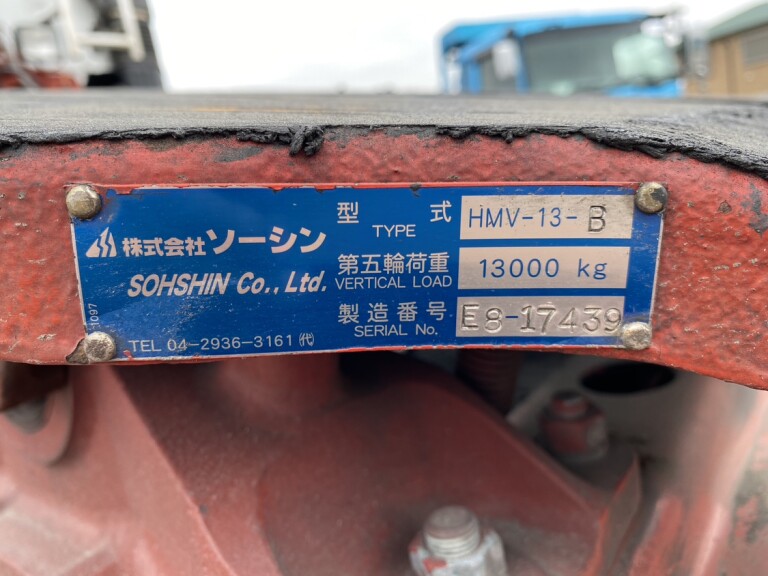 株式会社ソーシン
SOHSHIN Co., Ltd.
TEL 04-2936-3161 ㈹
1097
型 式 HMV-13-B
TYPE
第五輪荷重 13000 kg
VERTICAL LOAD
製造番号 E8-17439
SERIAL No.